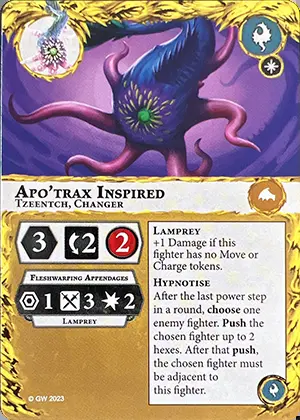 Apo'trax Inspired
Tzeentch, Changer
3 2 2
Fleshwarping Appendages
1 3 2
Lamprey
Lamprey
+1 Damage if this
fighter has no Move or
Charge tokens.
Hypnotise
After the last power step
in a round, choose one
enemy fighter. Push the
chosen fighter up to 2
hexes. After that push,
the chosen fighter must
be adjacent to
this fighter.
© GW 2023